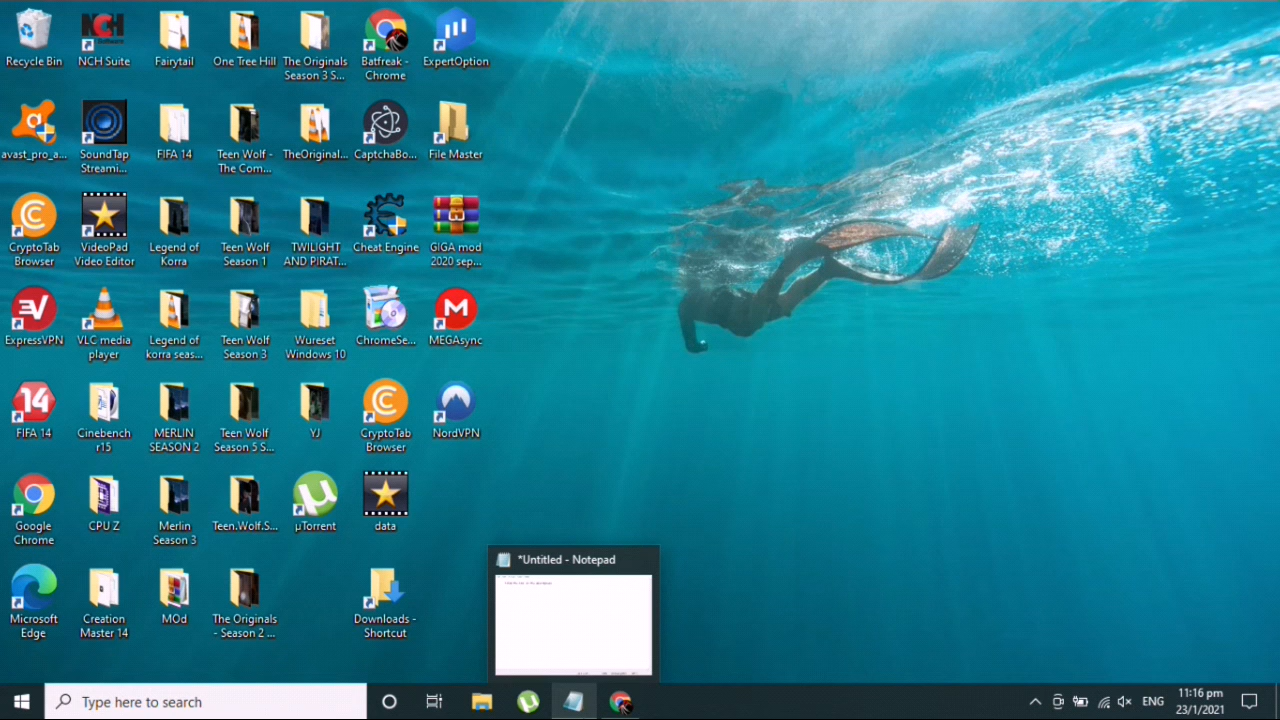 Recycle Bin
NCH Suite
Fairytail
One Tree Hill
The Originals
Season 3 S...
Batfreak -
Chrome
ExpertOption
avast_pro_a...
SoundTap
Streami...
FIFA 14
Teen Wolf -
The Com...
TheOriginal...
CaptchaBo...
File Master
CryptoTab
Browser
VideoPad
Video Editor
Legend of
Korra
Teen Wolf
Season 1
TWILIGHT
AND PIRAT...
Cheat Engine
GIGA mod
2020 sep...
ExpressVPN
VLC media
player
Legend of
korra seas...
Teen Wolf
Season 3
Wureset
Windows 10
ChromeSe...
MEGAsync
FIFA 14
Cinebench
r15
MERLIN
SEASON 2
Teen Wolf
Season 5 S...
YJ
CryptoTab
Browser
NordVPN
Google
Chrome
CPU Z
Merlin
Season 3
Teen.Wolf.S...
µTorrent
data
Microsoft
Edge
Creation
Master 14
MOd
The Originals
- Season 2 ...
Downloads -
Shortcut
*Untitled - Notepad
Type here to search
ENG
11:16 pm
23/1/2021